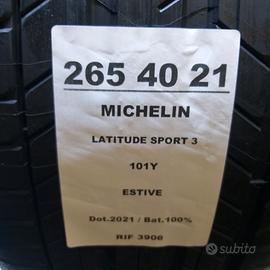 265 40 21
MICHELIN
LATITUDE SPORT 3
101Y
ESTIVE
Dot.2021 / Bat.100%
RIF 3908
subito